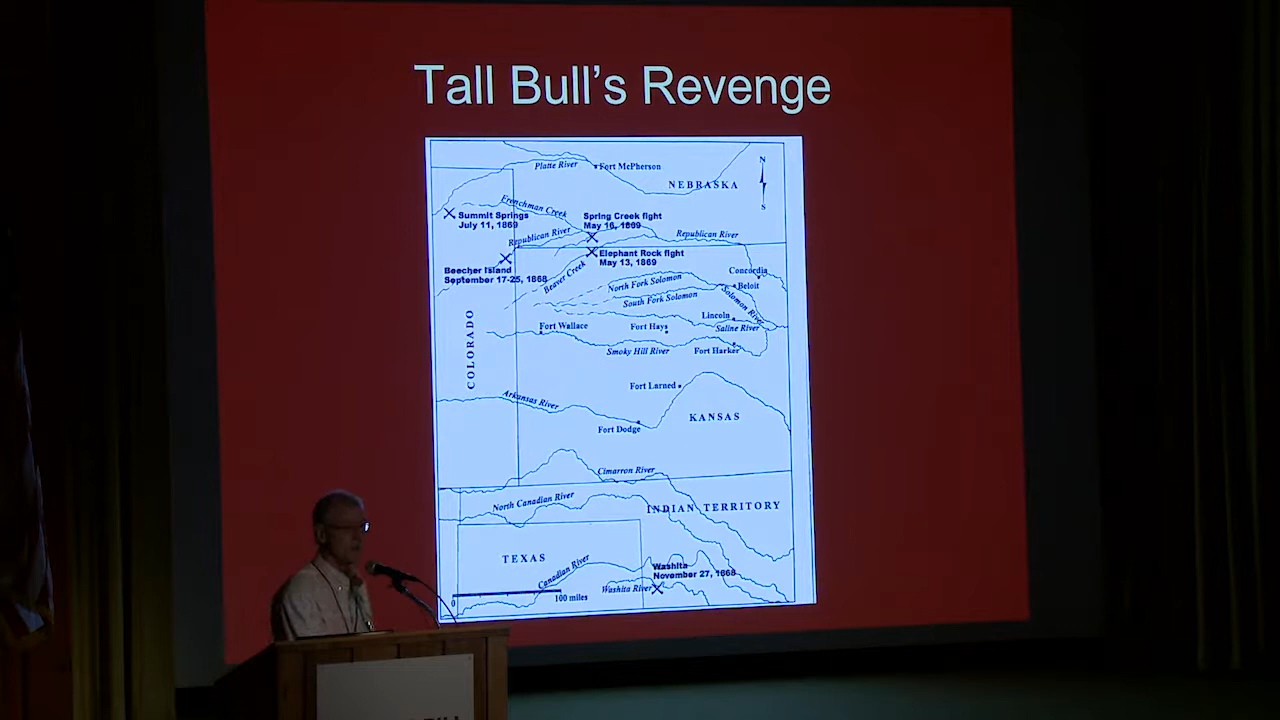 Tall Bull's Revenge
N
Platte River
Fort McPherson
NEBRASKA
S
Frenchman Creek
Summit Springs
July 11, 1869
Spring Creek fight
May 16, 1869
Republican River
Republican River
Elephant Rock fight
May 13, 1869
Beecher Island
September 17-25, 1868
Beaver Creek
Concordia
Beloit
North Fork Solomon
South Fork Solomon
Solomon River
Lincoln
Saline River
Fort Wallace
Fort Hays
Smoky Hill River
Fort Harker
COLORADO
Fort Larned
Arkansas River
KANSAS
Fort Dodge
Cimarron River
North Canadian River
INDIAN TERRITORY
TEXAS
Canadian River
Washita
November 27, 1868
Washita River
0
100 miles